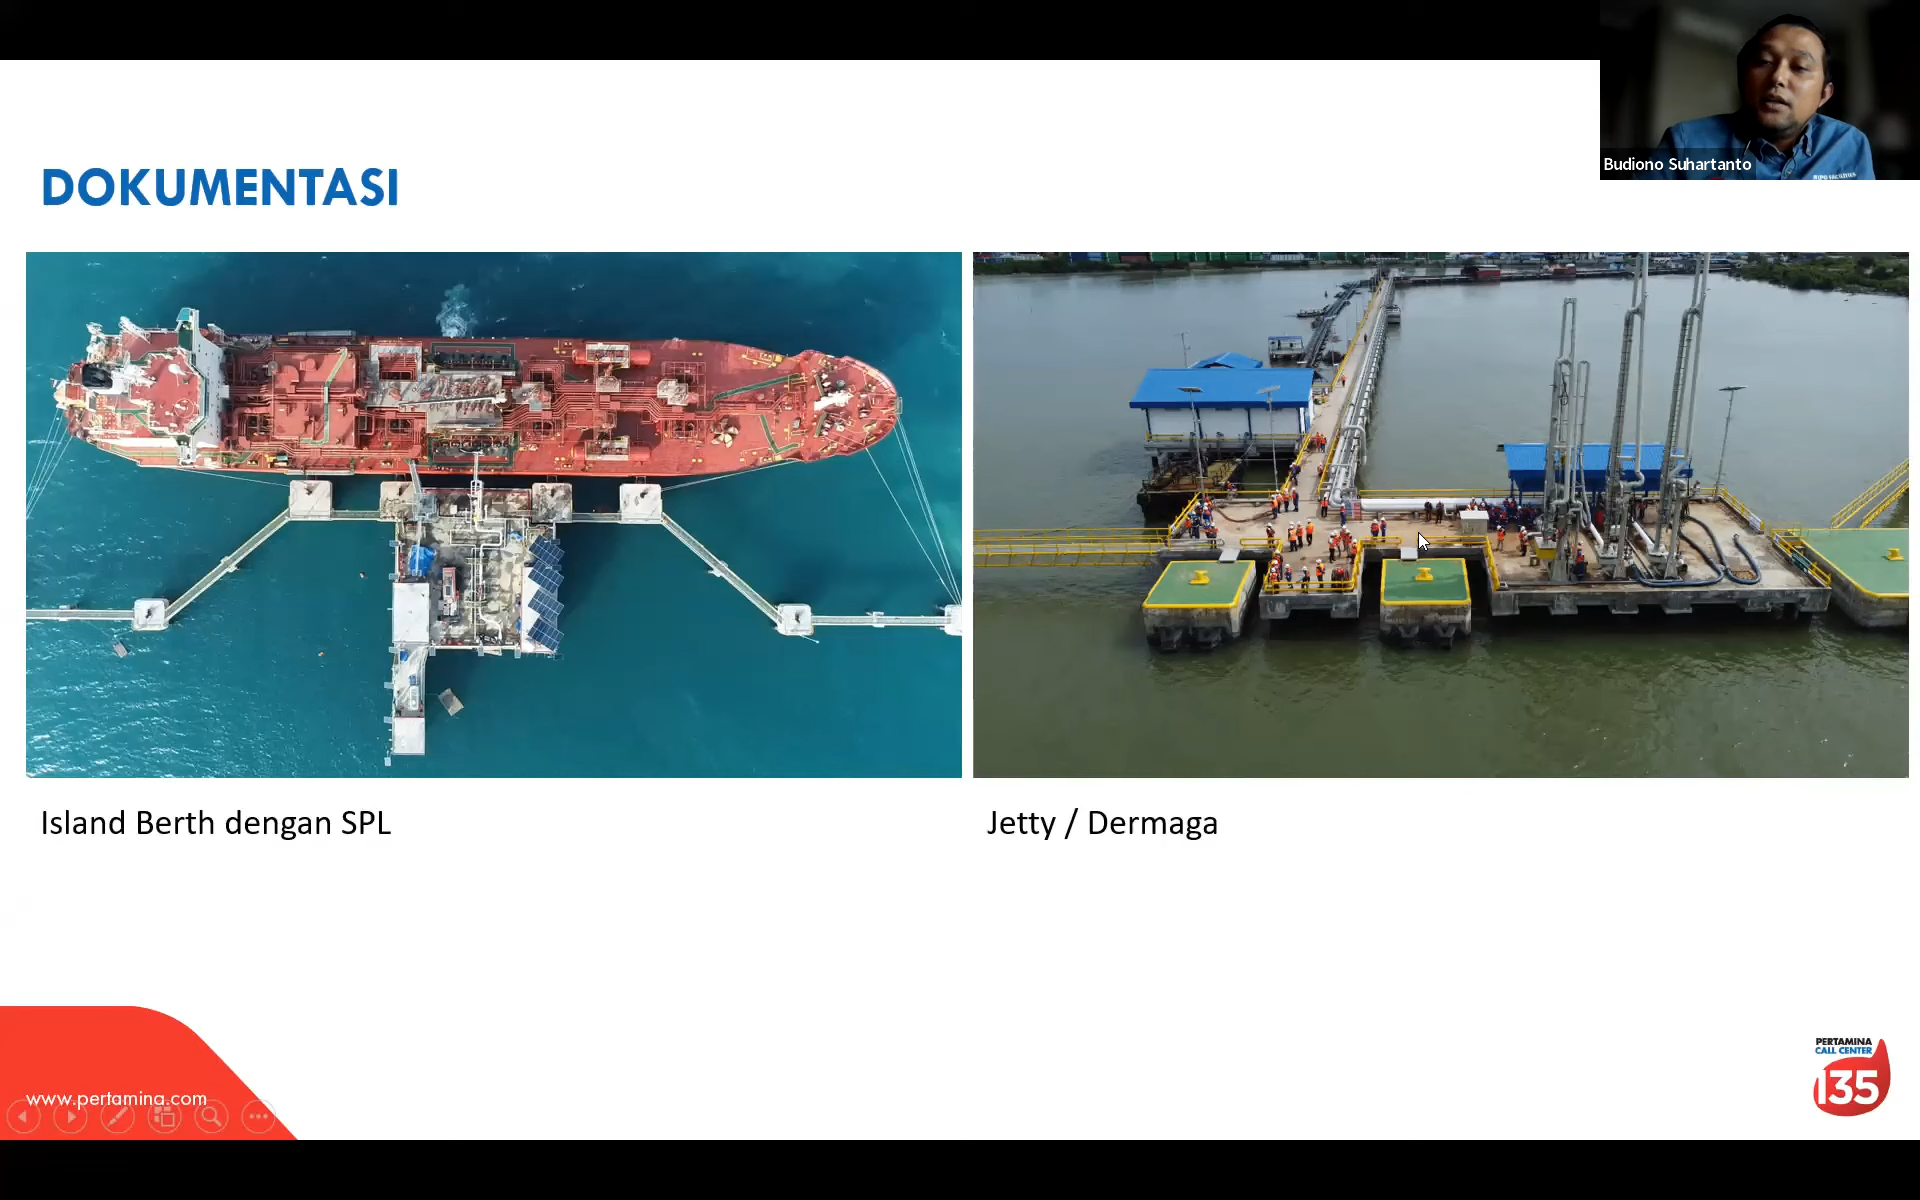 Budiono Suhartanto
DOKUMENTASI
Island Berth dengan SPL
Jetty / Dermaga
www.pertamina.com
PERTAMINA
CALL CENTER
135